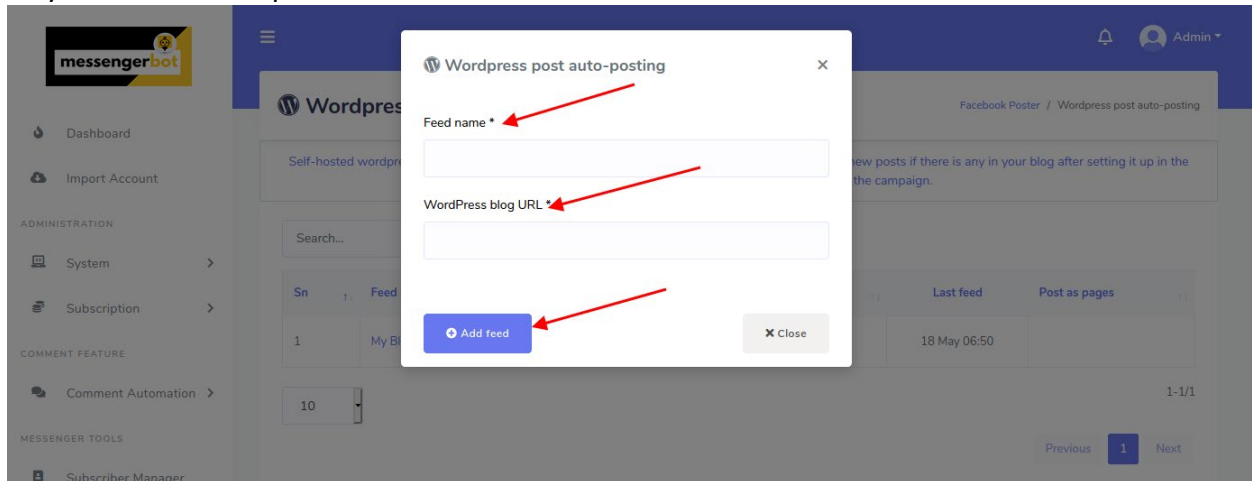 messengerbot
Admin
Wordpress post auto-posting
×
Wordpres
Facebook Poster / Wordpress post auto-posting
Dashboard
Feed name *
Self-hosted wordpre
new posts if there is any in your blog after setting it up in the
the campaign.
Import Account
WordPress blog URL *
ADMINISTRATION
Search...
System
Sn
Feed
Last feed
Post as pages
Subscription
Add feed
Close
1
My Bl
18 May 06:50
COMMENT FEATURE
Comment Automation
1-1/1
10
MESSENGER TOOLS
Previous 1 Next
Subscriber Manager